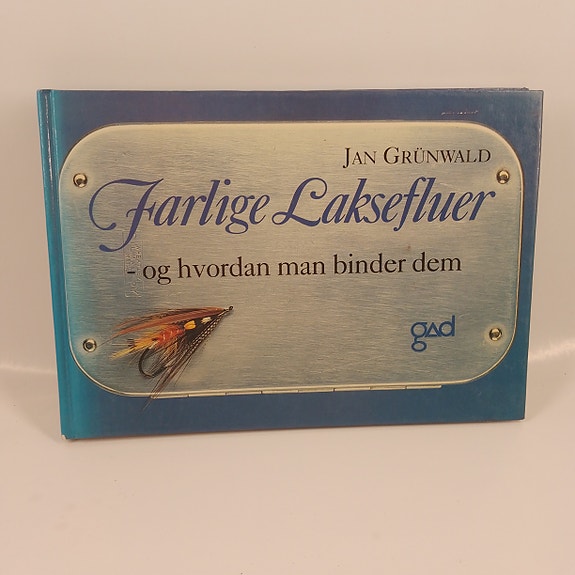 JAN GRÜNWALD
Farlige Laksefluer
- og hvordan man binder dem
gad